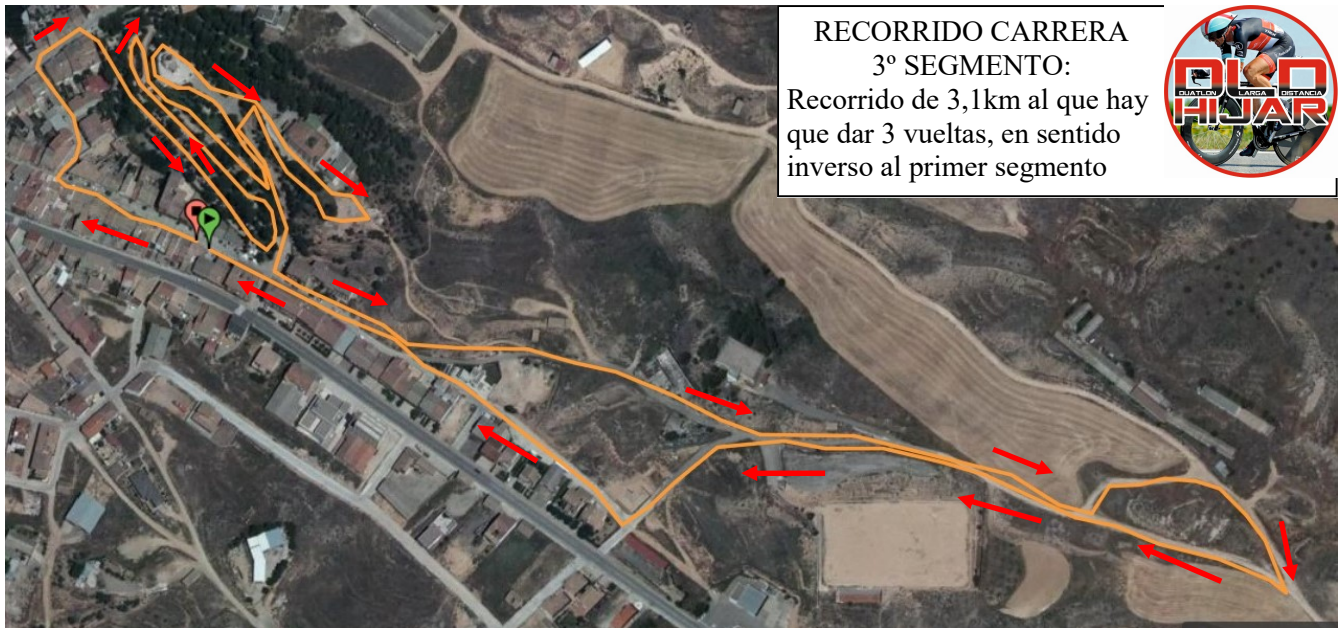 RECORRIDO CARRERA
3º SEGMENTO:
Recorrido de 3,1km al que hay
que dar 3 vueltas, en sentido
inverso al primer segmento
DLD
DUATLON LARGA DISTANCIA
HIJAR